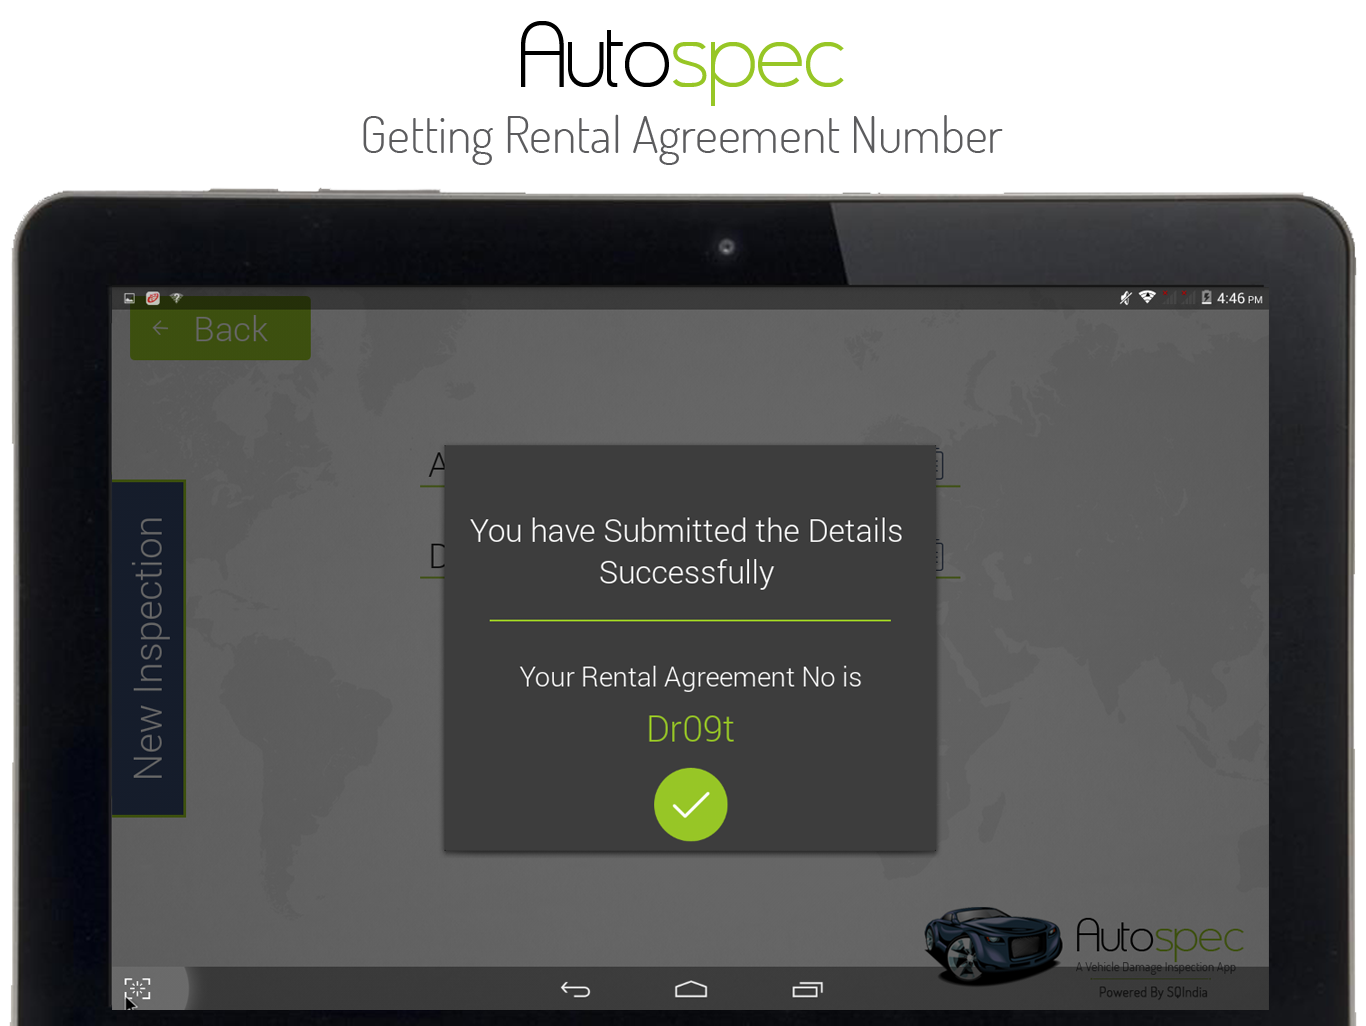 Autospec
Getting Rental Agreement Number
4:46 PM
Back
A
D
New Inspection
You have Submitted the Details
Successfully
Your Rental Agreement No is
Dr09t
Autospec
A Vehicle Damage Inspection App
Powered By SQIndia